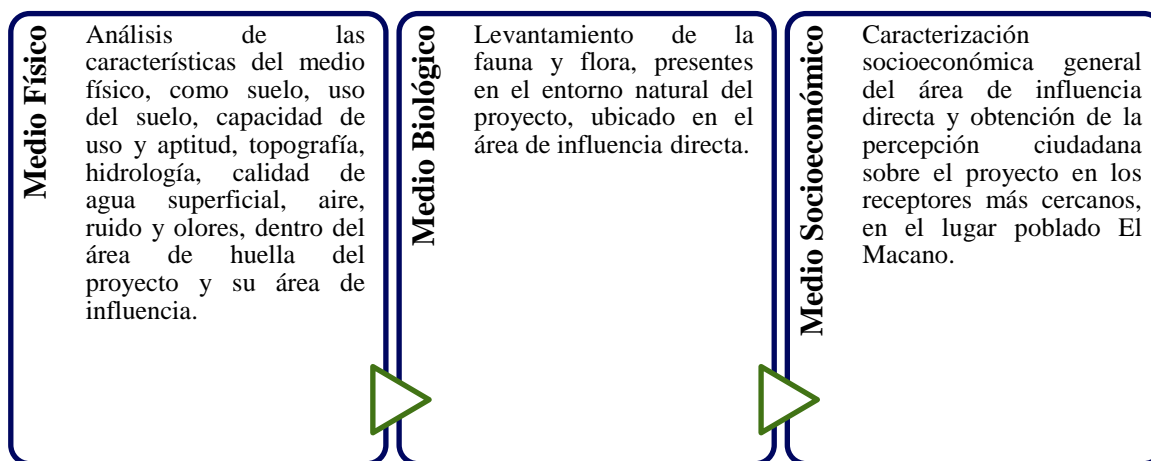 Medio Físico
Análisis de las
características del medio
físico, como suelo, uso
del suelo, capacidad de
uso y aptitud, topografía,
hidrología, calidad de
agua superficial, aire,
ruido y olores, dentro del
área de huella del
proyecto y su área de
influencia.
Medio Biológico
Levantamiento de la
fauna y flora, presentes
en el entorno natural del
proyecto, ubicado en el
área de influencia directa.
Medio Socioeconómico
Caracterización
socioeconómica general
del área de influencia
directa y obtención de la
percepción ciudadana
sobre el proyecto en los
receptores más cercanos,
en el lugar poblado El
Macano.